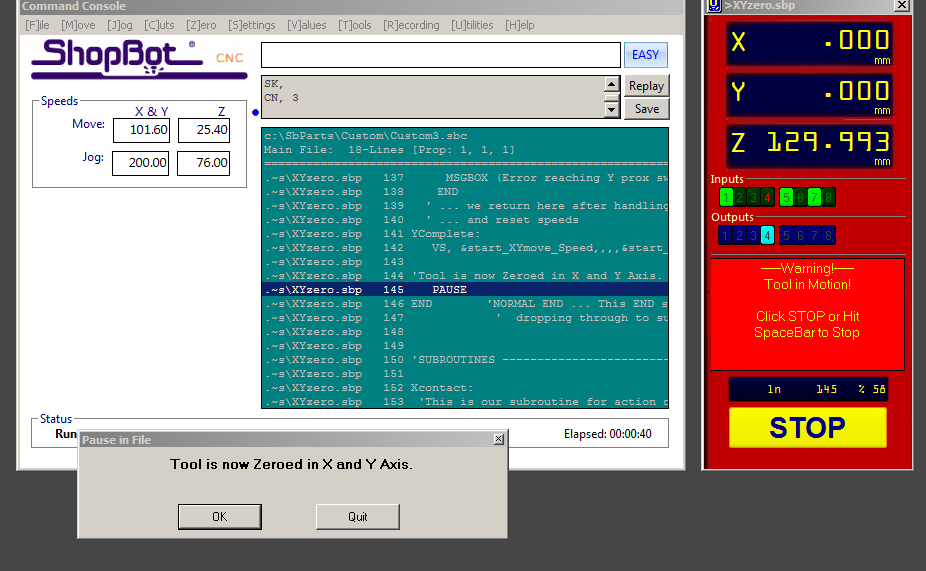 Command Console
[F]ile [M]ove [J]og [C]uts [Z]ero [S]ettings [V]alues [T]ools [R]ecording [U]tilities [H]elp
ShopBot® CNC
EASY
Speeds
X & Y Z
Move: 101.60 25.40
Jog: 200.00 76.00
SK,
CN, 3
Replay
Save
c:\SbParts\Custom\Custom3.sbc
Main File: 18-Lines [Prop: 1, 1, 1]
.~s\XYzero.sbp 137 MSGBOX (Error reaching Y prox sw
.~s\XYzero.sbp 138 END
.~s\XYzero.sbp 139 ' ... we return here after handling
.~s\XYzero.sbp 140 ' ... and reset speeds
.~s\XYzero.sbp 141 YComplete:
.~s\XYzero.sbp 142 VS, &start_XYmove_Speed,,,,&start_
.~s\XYzero.sbp 143
.~s\XYzero.sbp 144 'Tool is now Zeroed in X and Y Axis.
.~s\XYzero.sbp 145 PAUSE
.~s\XYzero.sbp 146 END 'NORMAL END ... This END s
.~s\XYzero.sbp 147 ' dropping through to su
.~s\XYzero.sbp 148
.~s\XYzero.sbp 149
.~s\XYzero.sbp 150 'SUBROUTINES ------------------------
.~s\XYzero.sbp 151
.~s\XYzero.sbp 152 Xcontact:
.~s\XYzero.sbp 153 'This is our subroutine for action o
Status
Run
Elapsed: 00:00:40
Pause in File
Tool is now Zeroed in X and Y Axis.
OK Quit
>XYzero.sbp
X .000
mm
Y .000
mm
Z 129.993
mm
Inputs
1 2 3 4 5 6 7 8
Outputs
1 2 3 4 5 6 7 8
-----Warning!-----
Tool in Motion!
Click STOP or Hit
SpaceBar to Stop
ln 145 % 58
STOP